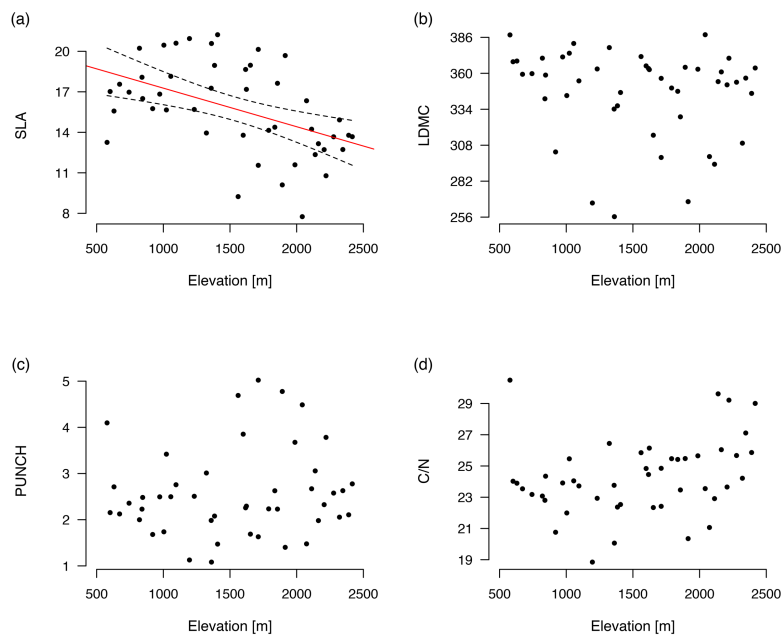 (a)
SLA
20
17
14
11
8
500 1000 1500 2000 2500
Elevation [m]
(b)
LDMC
386
360
334
308
282
256
500 1000 1500 2000 2500
Elevation [m]
(c)
PUNCH
5
4
3
2
1
500 1000 1500 2000 2500
Elevation [m]
(d)
C/N
29
27
25
23
21
19
500 1000 1500 2000 2500
Elevation [m]